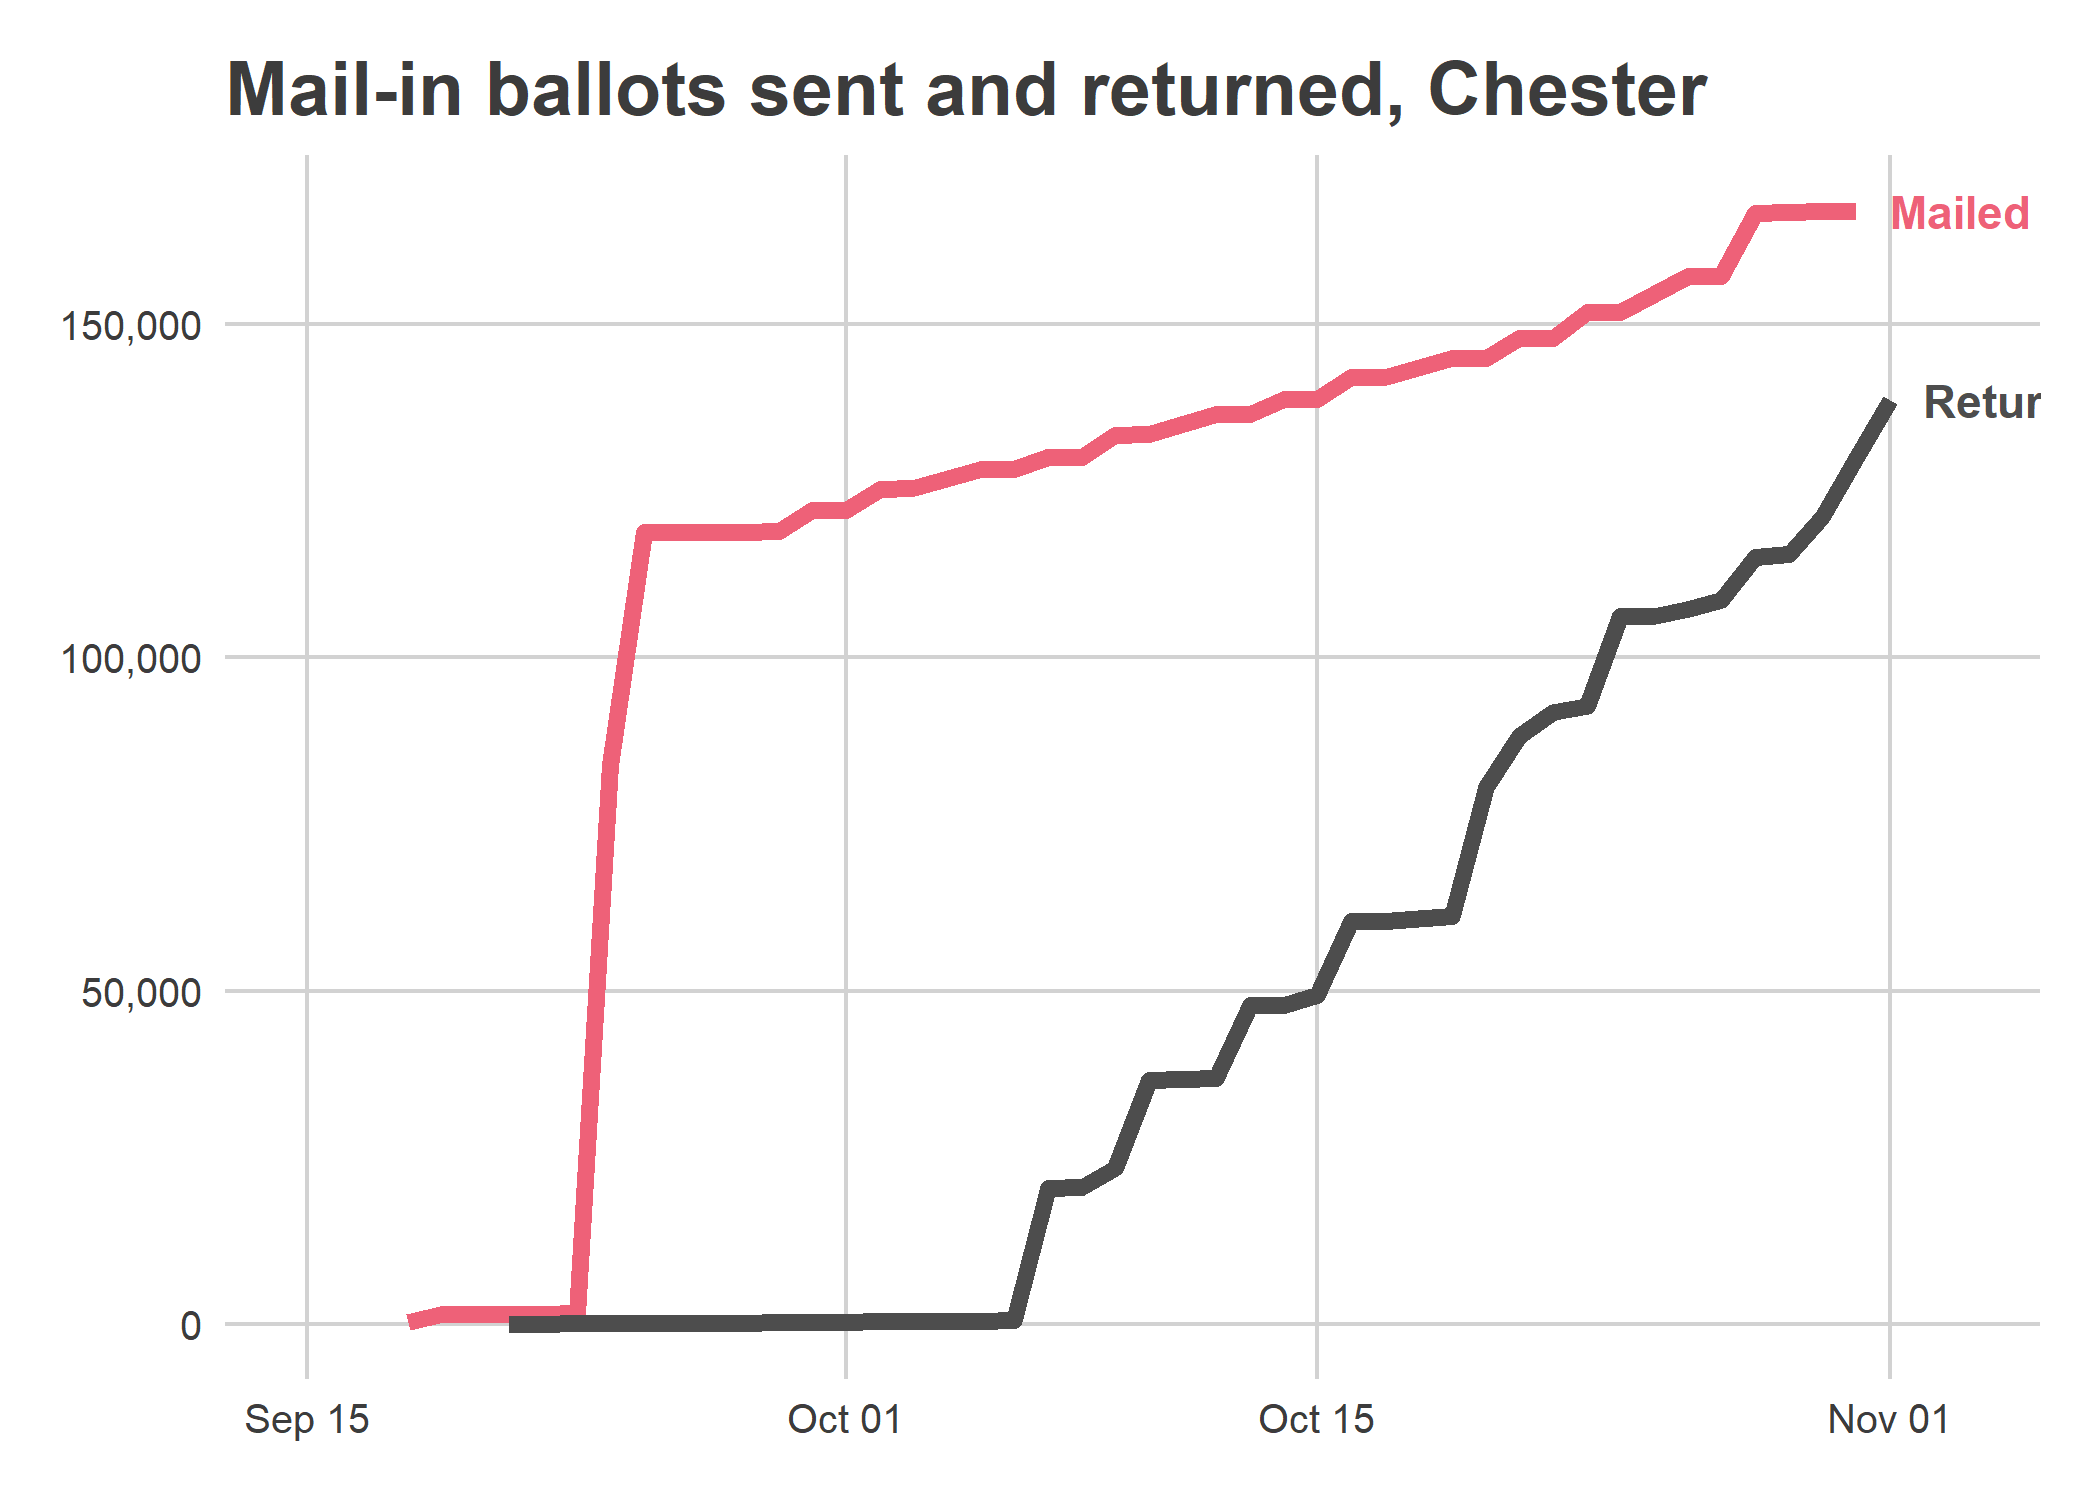 Mail-in ballots sent and returned, Chester
Mailed
150,000
Retur
100,000
50,000
0
Sep 15
Oct 01
Oct 15
Nov 01